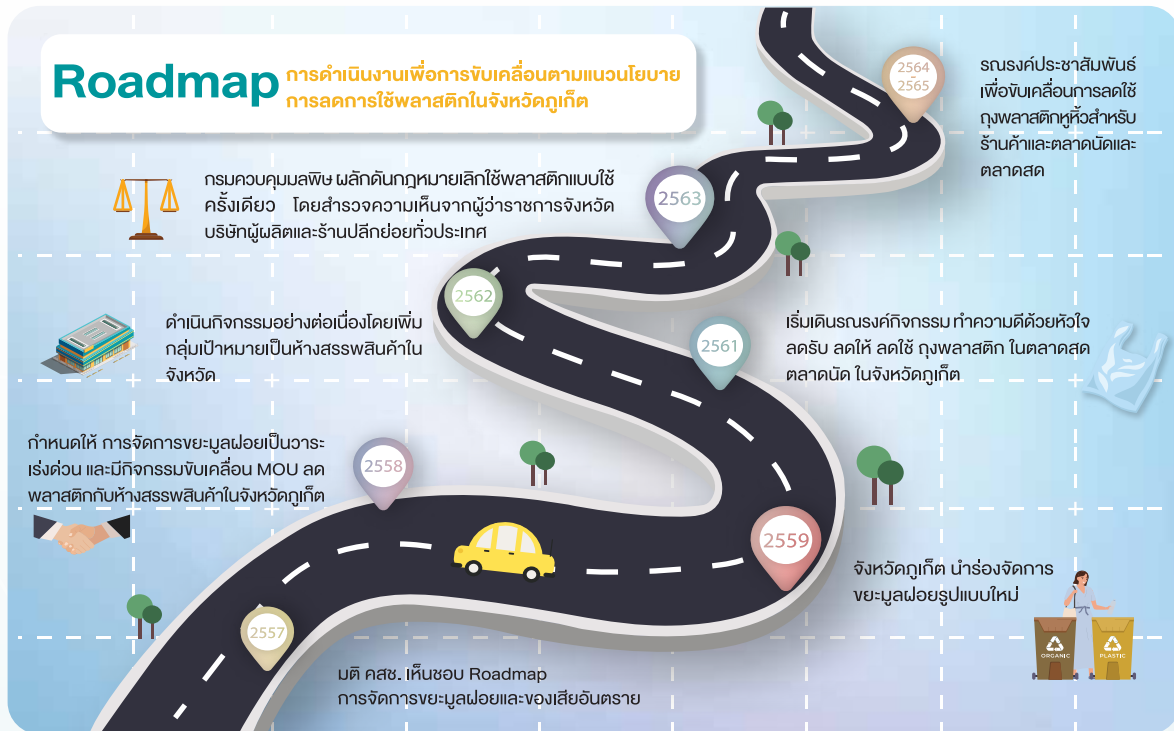 Roadmap การดำเนินงานเพื่อการขับเคลื่อนตามแนวนโยบาย
การลดการใช้พลาสติกในจังหวัดภูเก็ต
2564
-
2565
รณรงค์ประชาสัมพันธ์
เพื่อขับเคลื่อนการลดใช้
ถุงพลาสติกหูหิ้วสำหรับ
ร้านค้าและตลาดนัดและ
ตลาดสด
กรมควบคุมมลพิษ ผลักดันกฎหมายเลิกใช้พลาสติกแบบใช้
ครั้งเดียว โดยสำรวจความเห็นจากผู้ว่าราชการจังหวัด
บริษัทผู้ผลิตและร้านปลีกย่อยทั่วประเทศ
2563
2562
ดำเนินกิจกรรมอย่างต่อเนื่องโดยเพิ่ม
กลุ่มเป้าหมายเป็นห้างสรรพสินค้าใน
จังหวัด
2561
เริ่มเดินรณรงค์กิจกรรม ทำความดีด้วยหัวใจ
ลดรับ ลดให้ ลดใช้ ถุงพลาสติก ในตลาดสด
ตลาดนัด ในจังหวัดภูเก็ต
กำหนดให้ การจัดการขยะมูลฝอยเป็นวาระ
เร่งด่วน และมีกิจกรรมขับเคลื่อน MOU ลด
พลาสติกกับห้างสรรพสินค้าในจังหวัดภูเก็ต
2558
2559
จังหวัดภูเก็ต นำร่องจัดการ
ขยะมูลฝอยรูปแบบใหม่
ORGANIC
PLASTIC
2557
มติ คสช. เห็นชอบ Roadmap
การจัดการขยะมูลฝอยและของเสียอันตราย